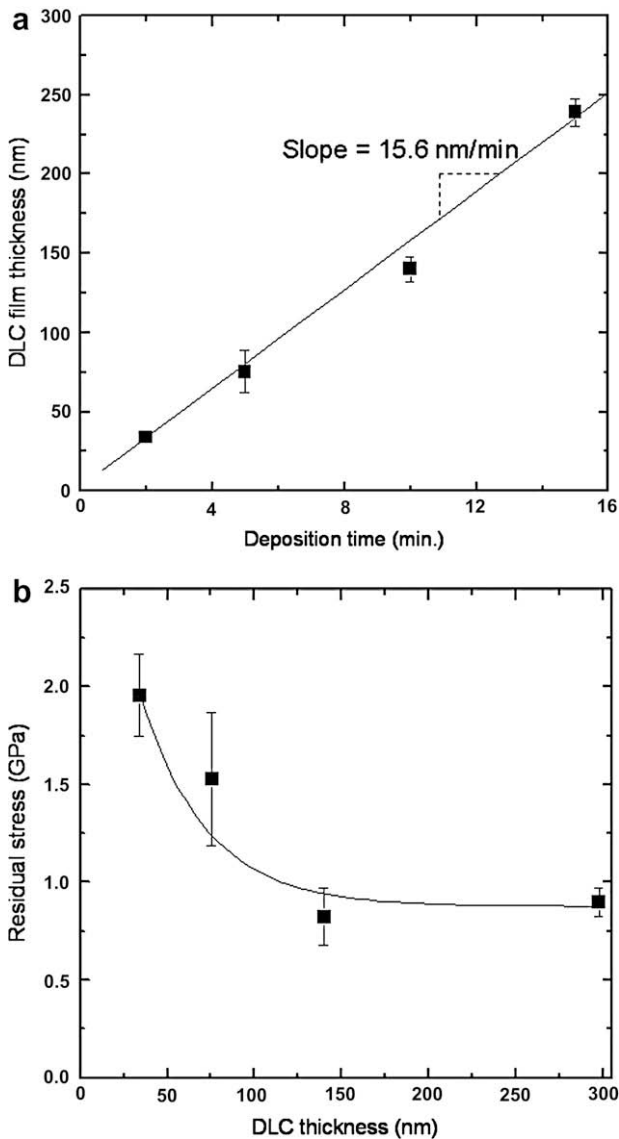 a
300
250
200
150
100
50
0
DLC film thickness (nm)
Slope = 15.6 nm/min
0 4 8 12 16
Deposition time (min.)
b
2.5
2.0
1.5
1.0
0.5
0.0
Residual stress (GPa)
0 50 100 150 200 250 300
DLC thickness (nm)